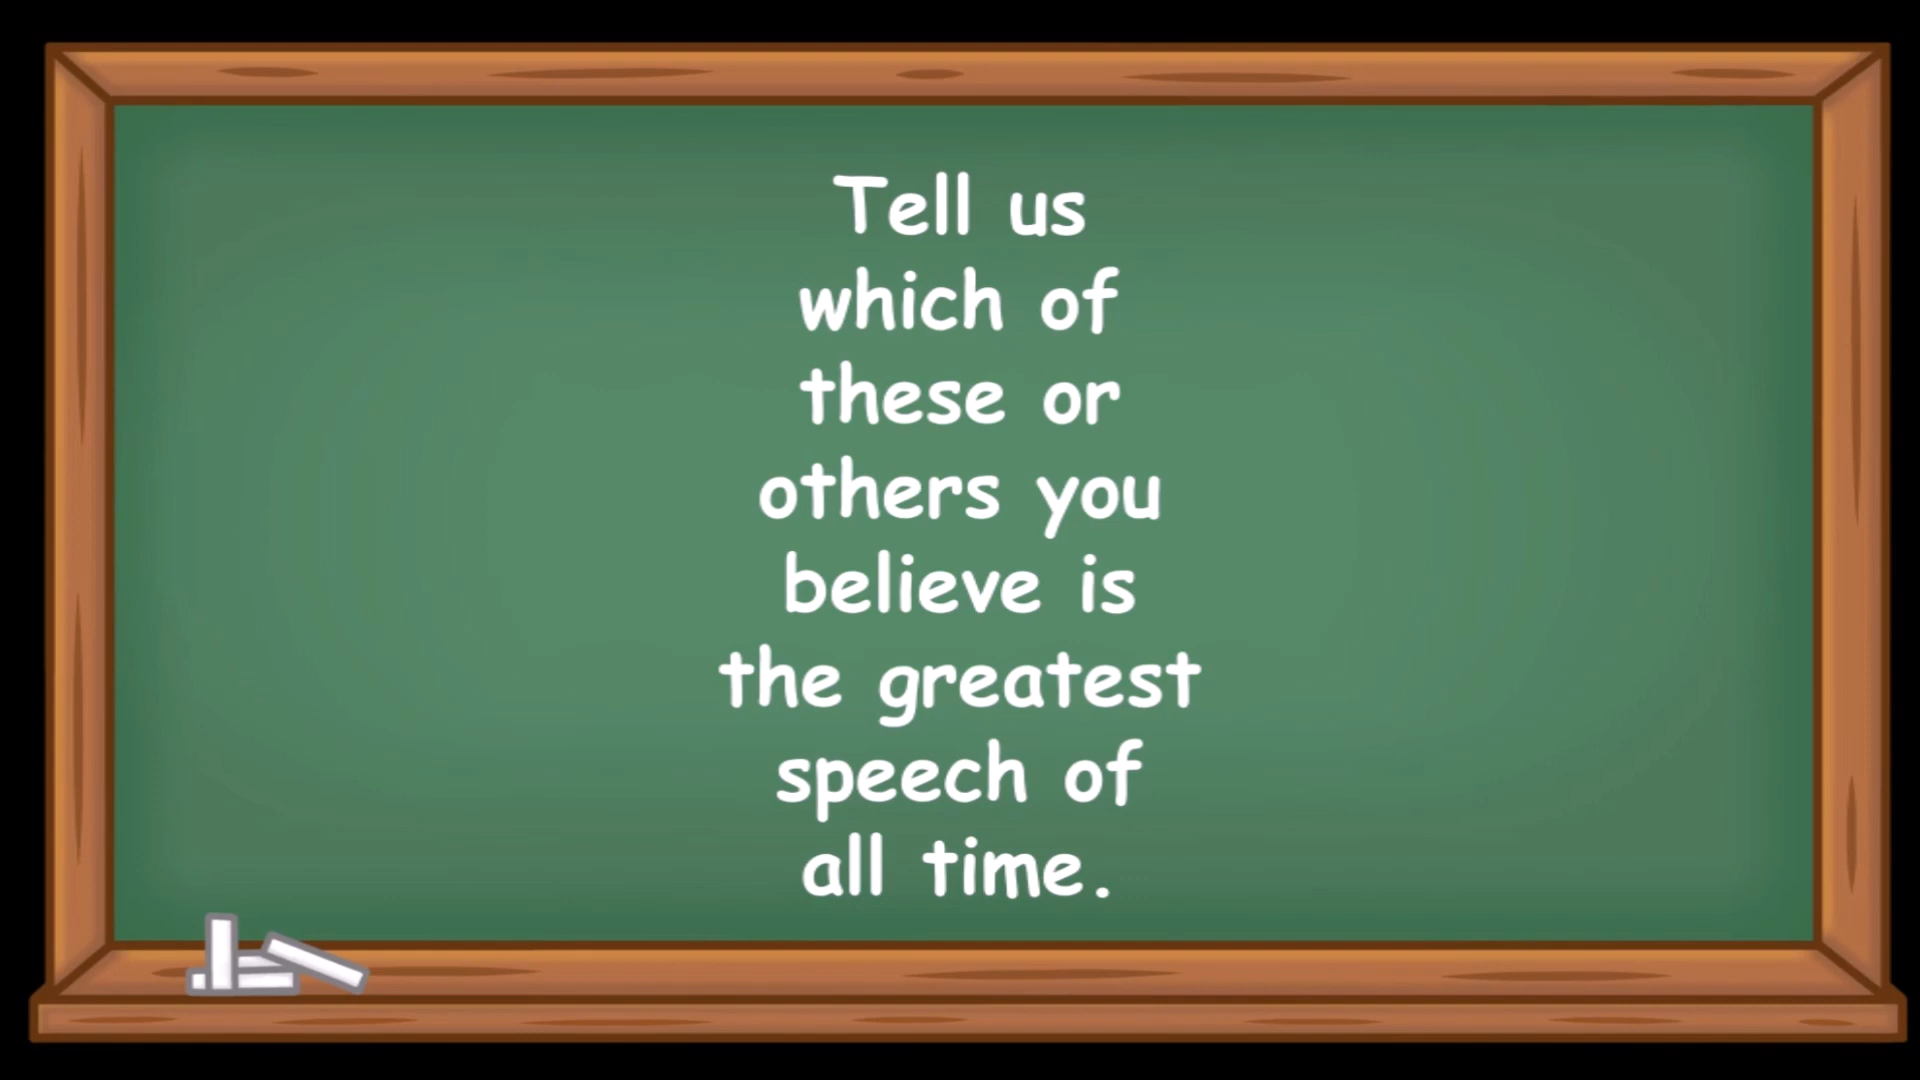 Tell us
which of
these or
others you
believe is
the greatest
speech of
all time.